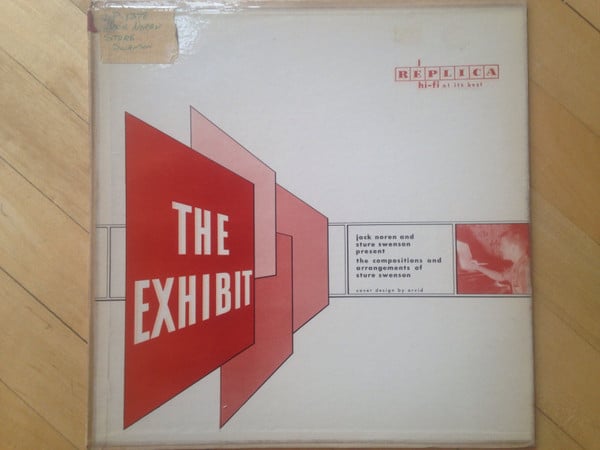 REPLICA
hi-fi at its best
THE
EXHIBIT
jack noren and
sture swenson
present
the compositions and
arrangements of
sture swenson
cover design by arvid